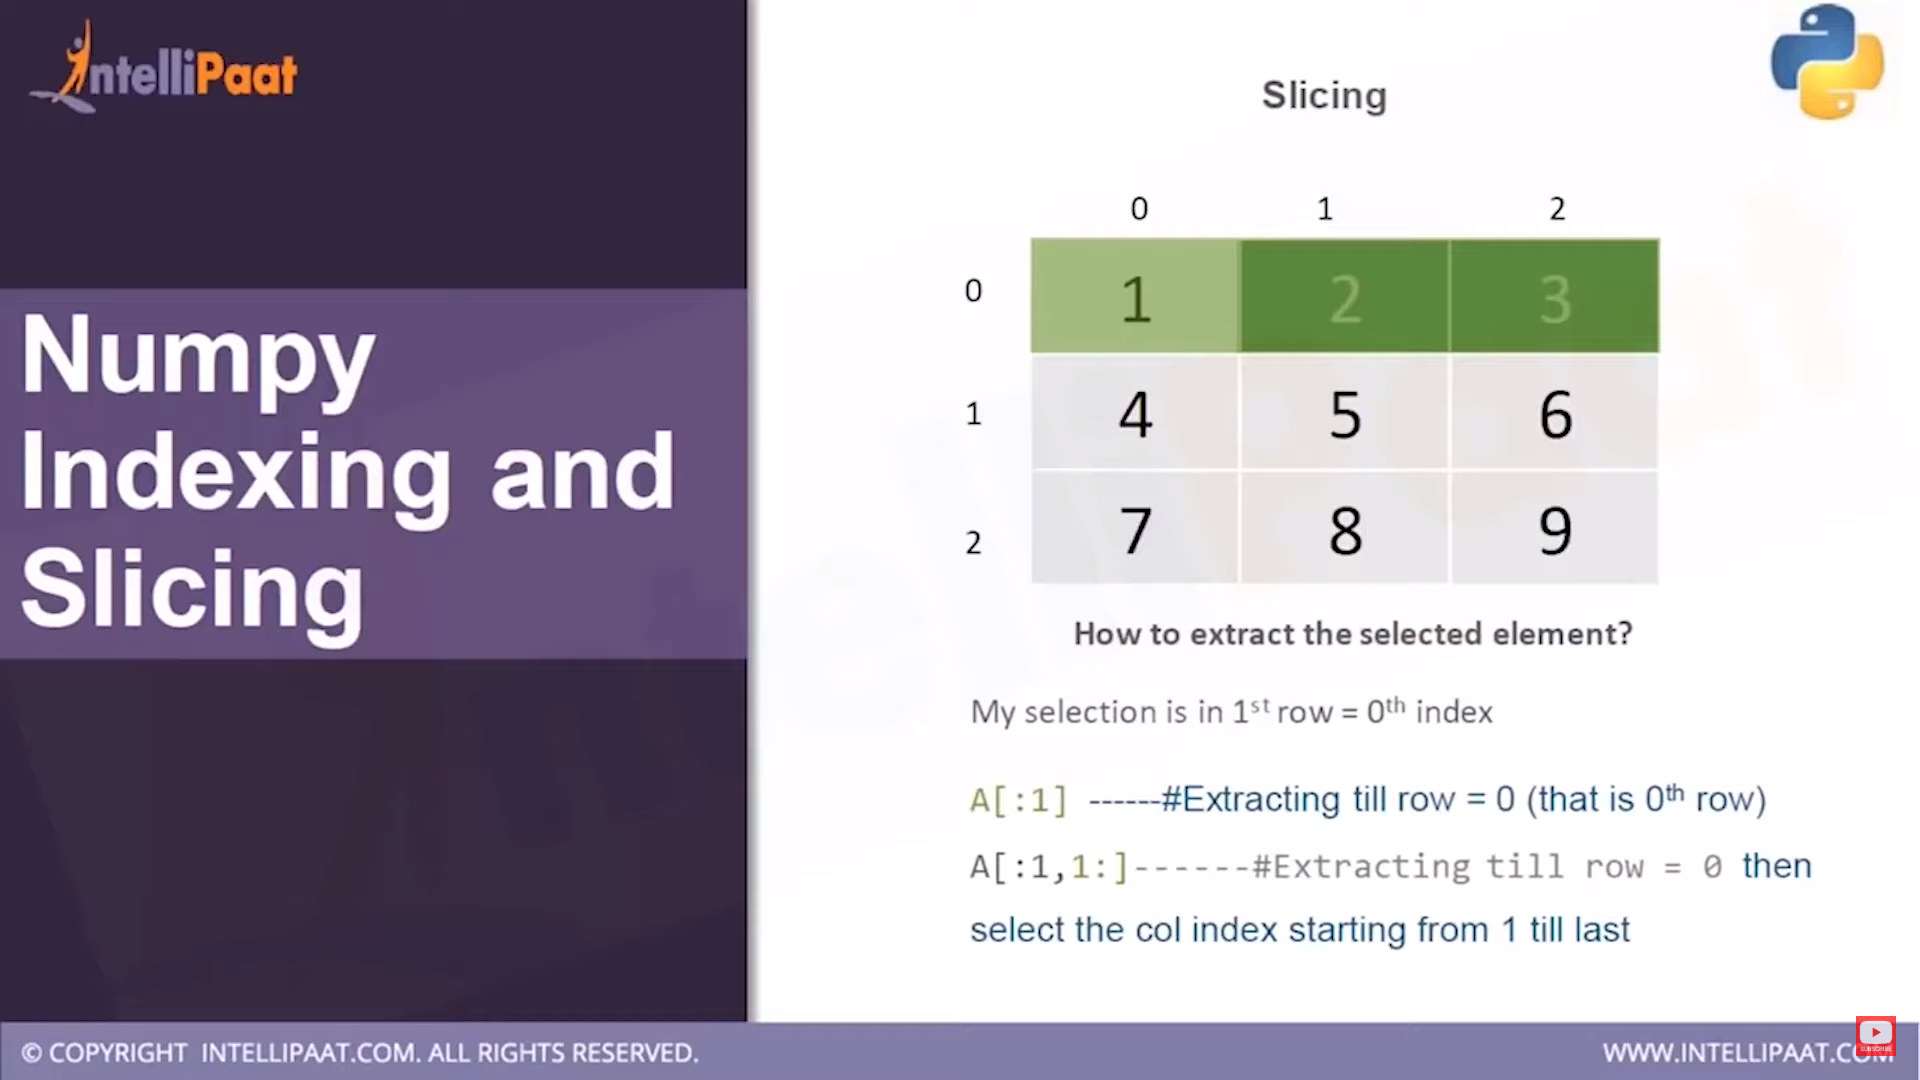 IntelliPaat
Numpy
Indexing and
Slicing
Slicing
0 1 2
0 1 2 3
1 4 5 6
2 7 8 9
How to extract the selected element?
My selection is in 1st row = 0th index
A[:1] ------#Extracting till row = 0 (that is 0th row)
A[:1,1:]------#Extracting till row = 0 then
select the col index starting from 1 till last
© COPYRIGHT INTELLIPAAT.COM. ALL RIGHTS RESERVED.
WWW.INTELLIPAAT.COM
SUBSCRIBE